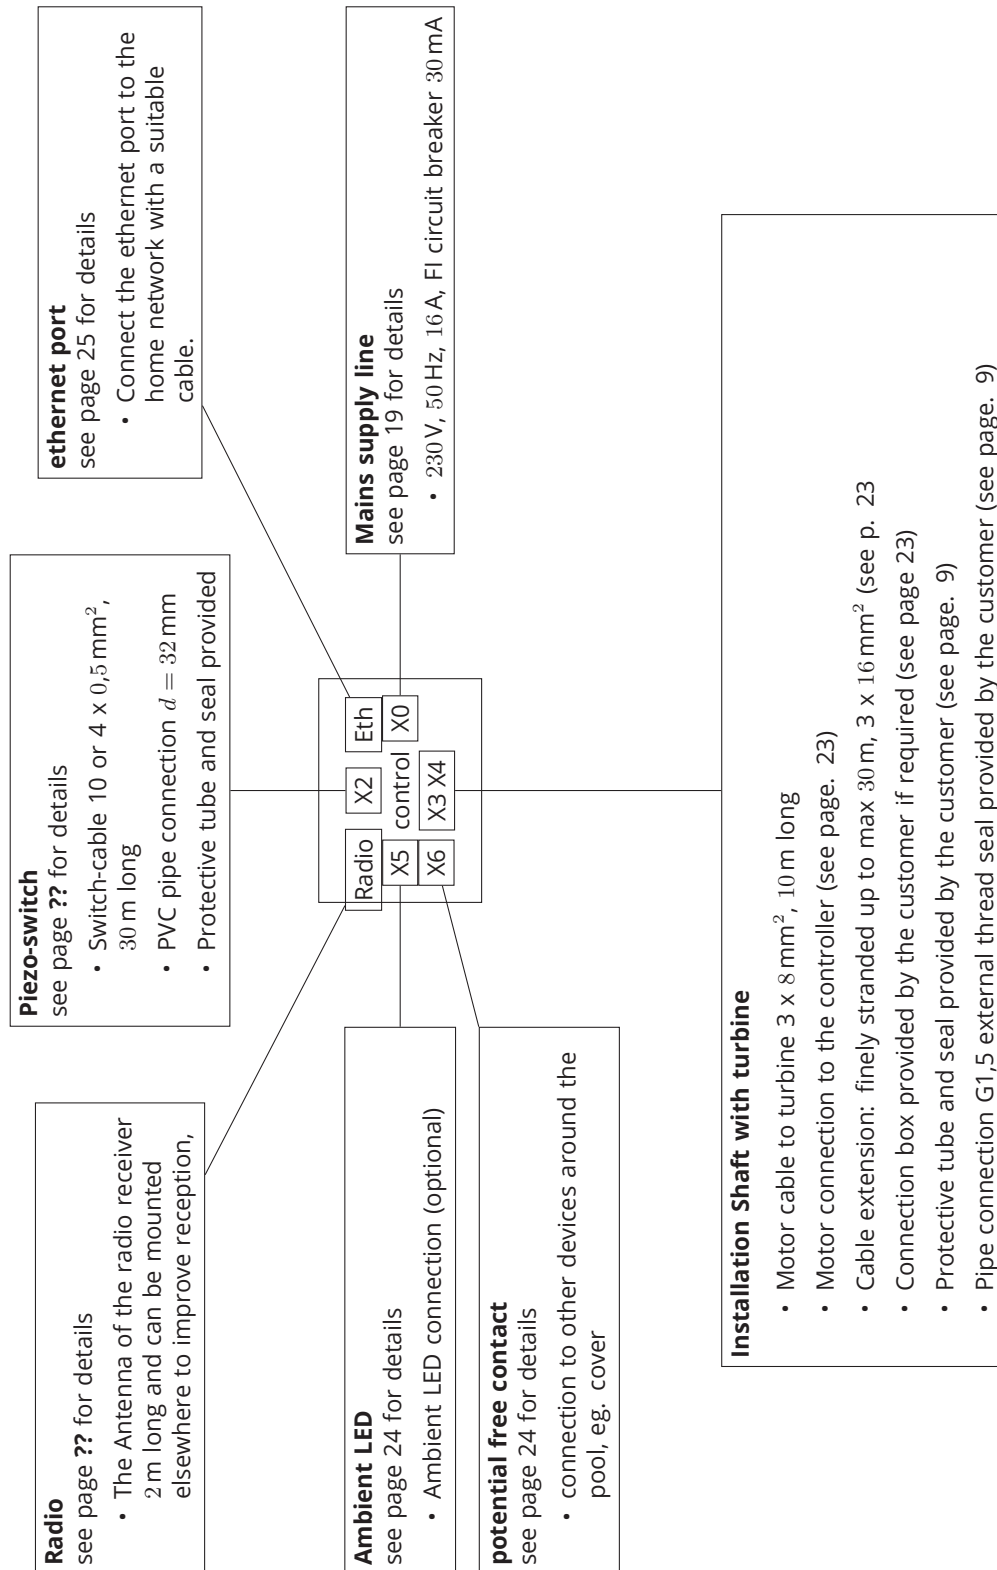 Radio
see page ?? for details
• The Antenna of the radio receiver
2 m long and can be mounted
elsewhere to improve reception,
Piezo-switch
see page ?? for details
• Switch-cable 10 or 4 x 0,5 mm²,
30 m long
• PVC pipe connection d = 32 mm
• Protective tube and seal provided
ethernet port
see page 25 for details
• Connect the ethernet port to the
home network with a suitable
cable.
Ambient LED
see page 24 for details
• Ambient LED connection (optional)
Radio
X2
Eth
X5
control
X0
X6
X3 X4
Mains supply line
see page 19 for details
• 230 V, 50 Hz, 16 A, FI circuit breaker 30 mA
potential free contact
see page 24 for details
• connection to other devices around the
pool, eg. cover
Installation Shaft with turbine
• Motor cable to turbine 3 x 8 mm², 10 m long
• Motor connection to the controller (see page. 23)
• Cable extension: finely stranded up to max 30 m, 3 x 16 mm² (see p. 23
• Connection box provided by the customer if required (see page 23)
• Protective tube and seal provided by the customer (see page. 9)
• Pipe connection G1,5 external thread seal provided by the customer (see page. 9)